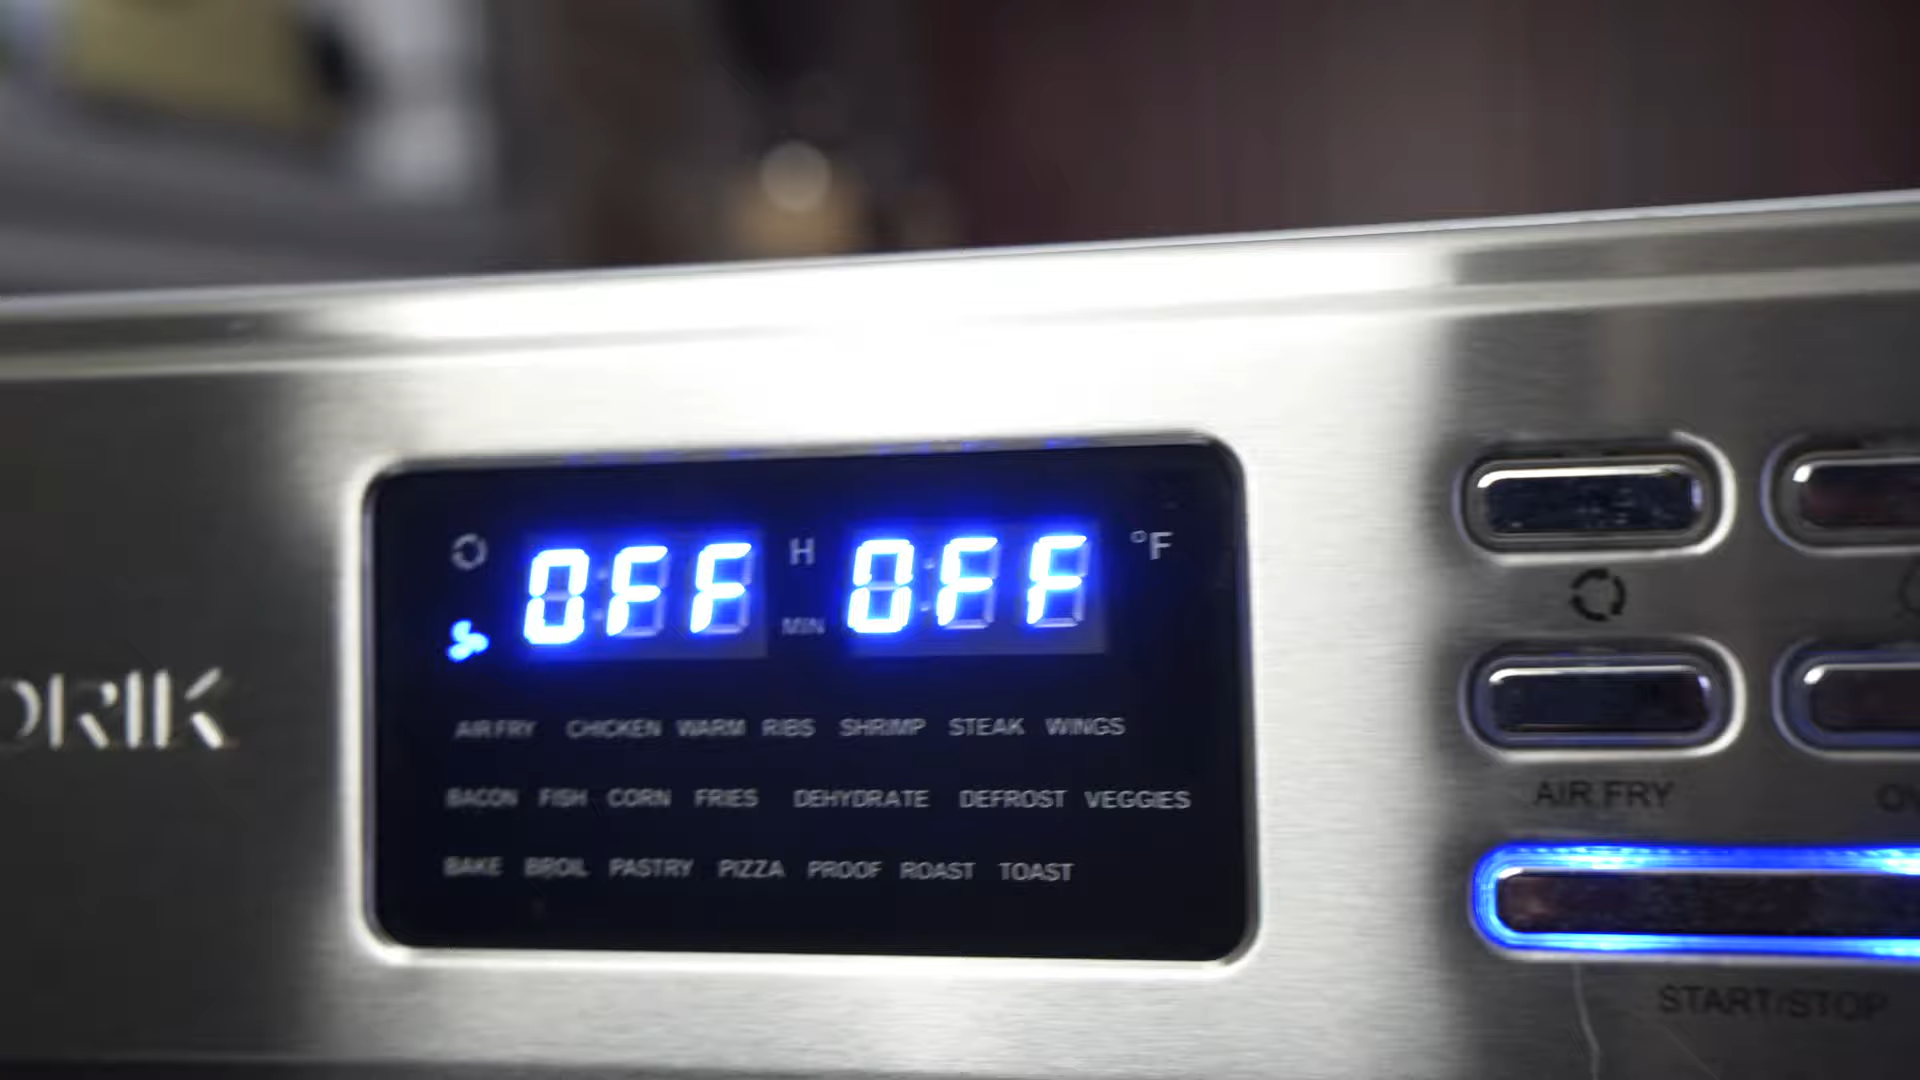 OFF H OFF °F
MIN
ORIK
AIR FRY CHICKEN WARM RIBS SHRIMP STEAK WINGS
BACON FISH CORN FRIES DEHYDRATE DEFROST VEGGIES
BAKE BROIL PASTRY PIZZA PROOF ROAST TOAST
AIR FRY
START/STOP